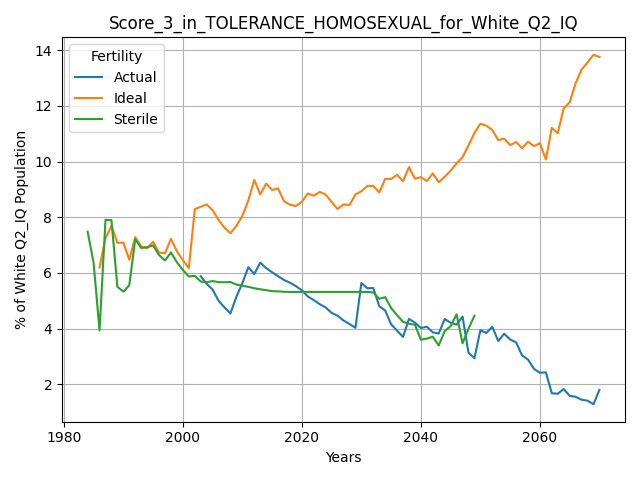 Score_3_in_TOLERANCE_HOMOSEXUAL_for_White_Q2_IQ
Fertility
Actual
Ideal
Sterile
% of White Q2_IQ Population
14
12
10
8
6
4
2
1980 2000 2020 2040 2060
Years